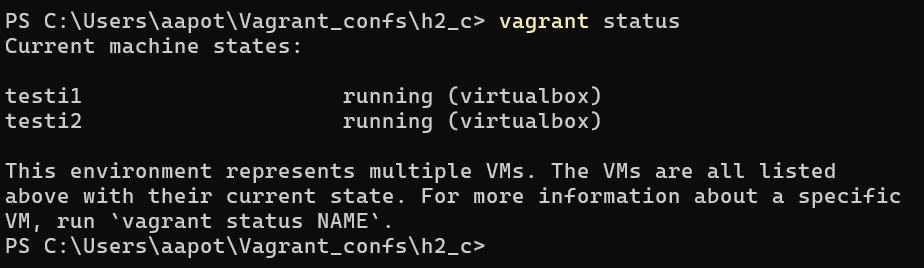 PS C:\Users\aapot\Vagrant_confs\h2_c> vagrant status
Current machine states:
testi1                    running (virtualbox)
testi2                    running (virtualbox)
This environment represents multiple VMs. The VMs are all listed
above with their current state. For more information about a specific
VM, run `vagrant status NAME`.
PS C:\Users\aapot\Vagrant_confs\h2_c>